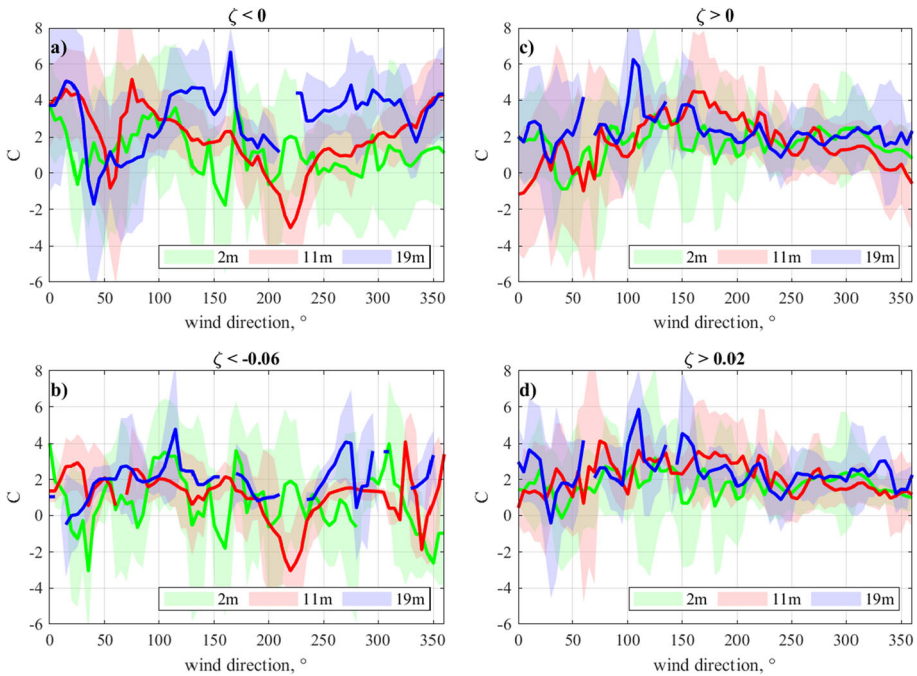 ζ < 0
a)
8
6
4
2
0
-2
-4
-6
C
2m 11m 19m
0 50 100 150 200 250 300 350
wind direction, °
ζ > 0
c)
8
6
4
2
0
-2
-4
-6
C
2m 11m 19m
0 50 100 150 200 250 300 350
wind direction, °
ζ < -0.06
b)
8
6
4
2
0
-2
-4
-6
C
2m 11m 19m
0 50 100 150 200 250 300 350
wind direction, °
ζ > 0.02
d)
8
6
4
2
0
-2
-4
-6
C
2m 11m 19m
0 50 100 150 200 250 300 350
wind direction, °